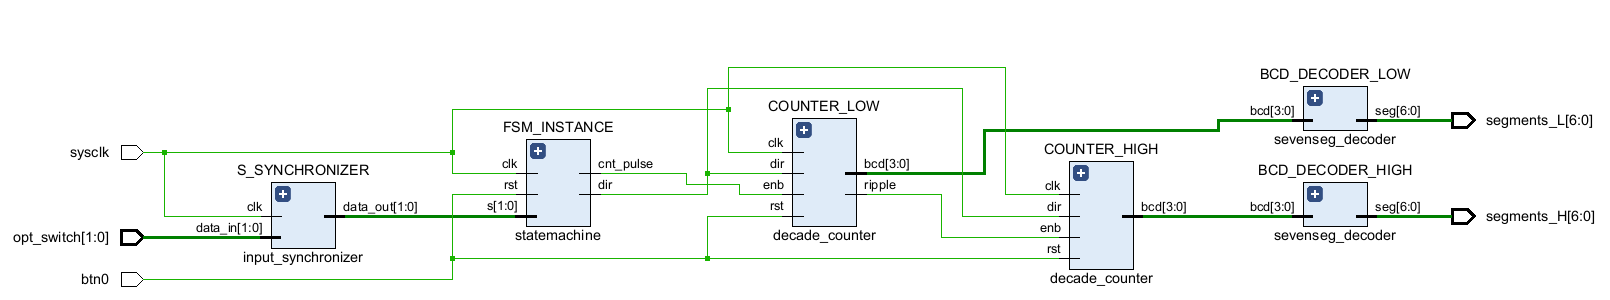 sysclk
opt_switch[1:0]
btn0
S_SYNCHRONIZER
clk
data_in[1:0]
data_out[1:0]
input_synchronizer
FSM_INSTANCE
clk
rst
s[1:0]
cnt_pulse
dir
statemachine
COUNTER_LOW
clk
dir
enb
rst
bcd[3:0]
ripple
decade_counter
COUNTER_HIGH
clk
dir
enb
rst
bcd[3:0]
decade_counter
BCD_DECODER_LOW
bcd[3:0]
seg[6:0]
sevenseg_decoder
segments_L[6:0]
BCD_DECODER_HIGH
bcd[3:0]
seg[6:0]
sevenseg_decoder
segments_H[6:0]